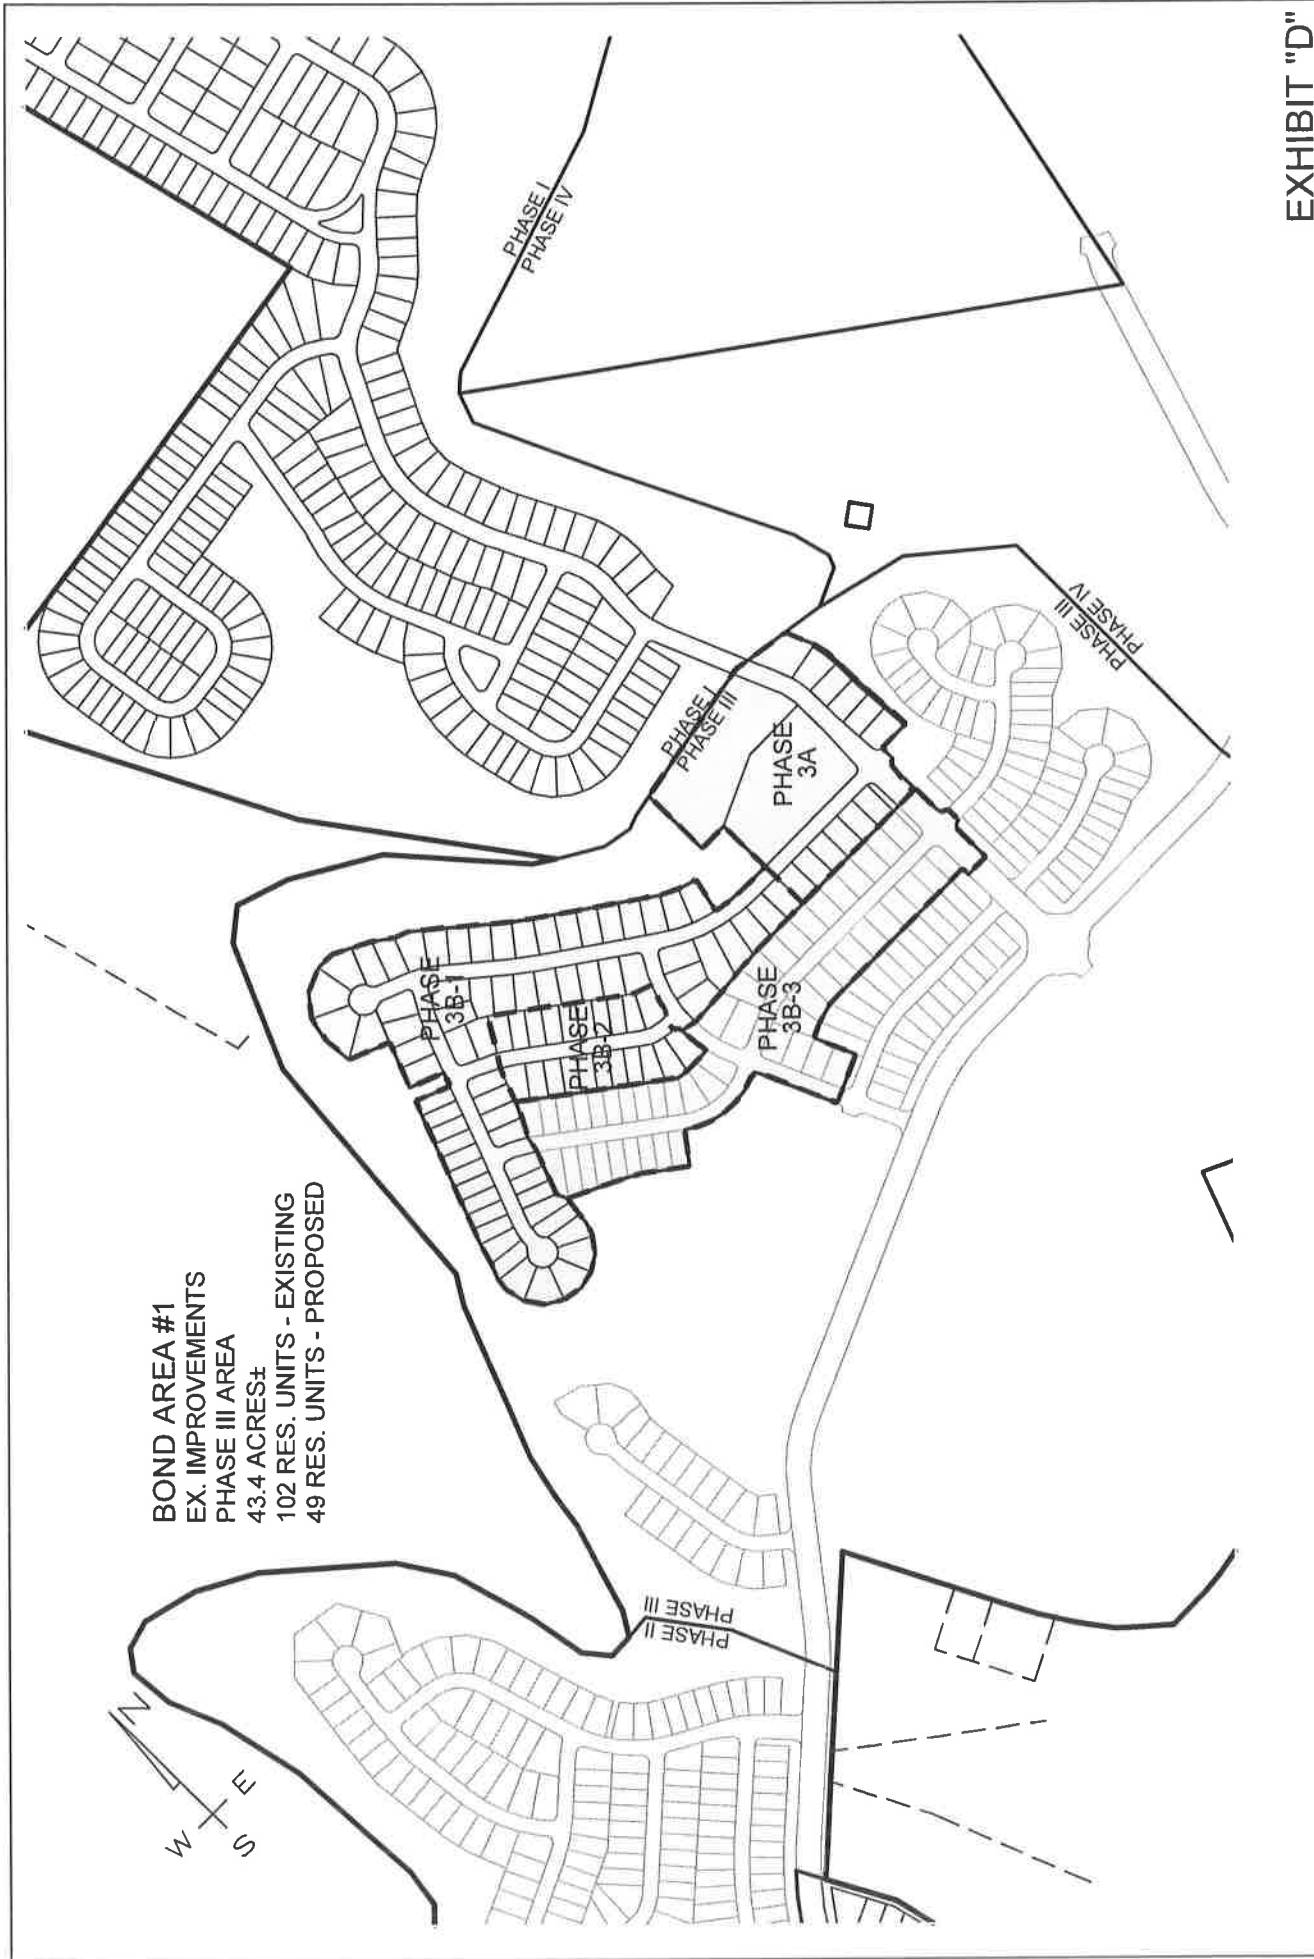 BOND AREA #1
EX. IMPROVEMENTS
PHASE III AREA
43.4 ACRES±
102 RES. UNITS - EXISTING
49 RES. UNITS - PROPOSED
N
W
E
S
PHASE II
PHASE III
PHASE
3B-1
PHASE
3B-2
PHASE
3B-3
PHASE
3A
PHASE I
PHASE III
PHASE I
PHASE IV
PHASE III
PHASE IV
EXHIBIT "D"